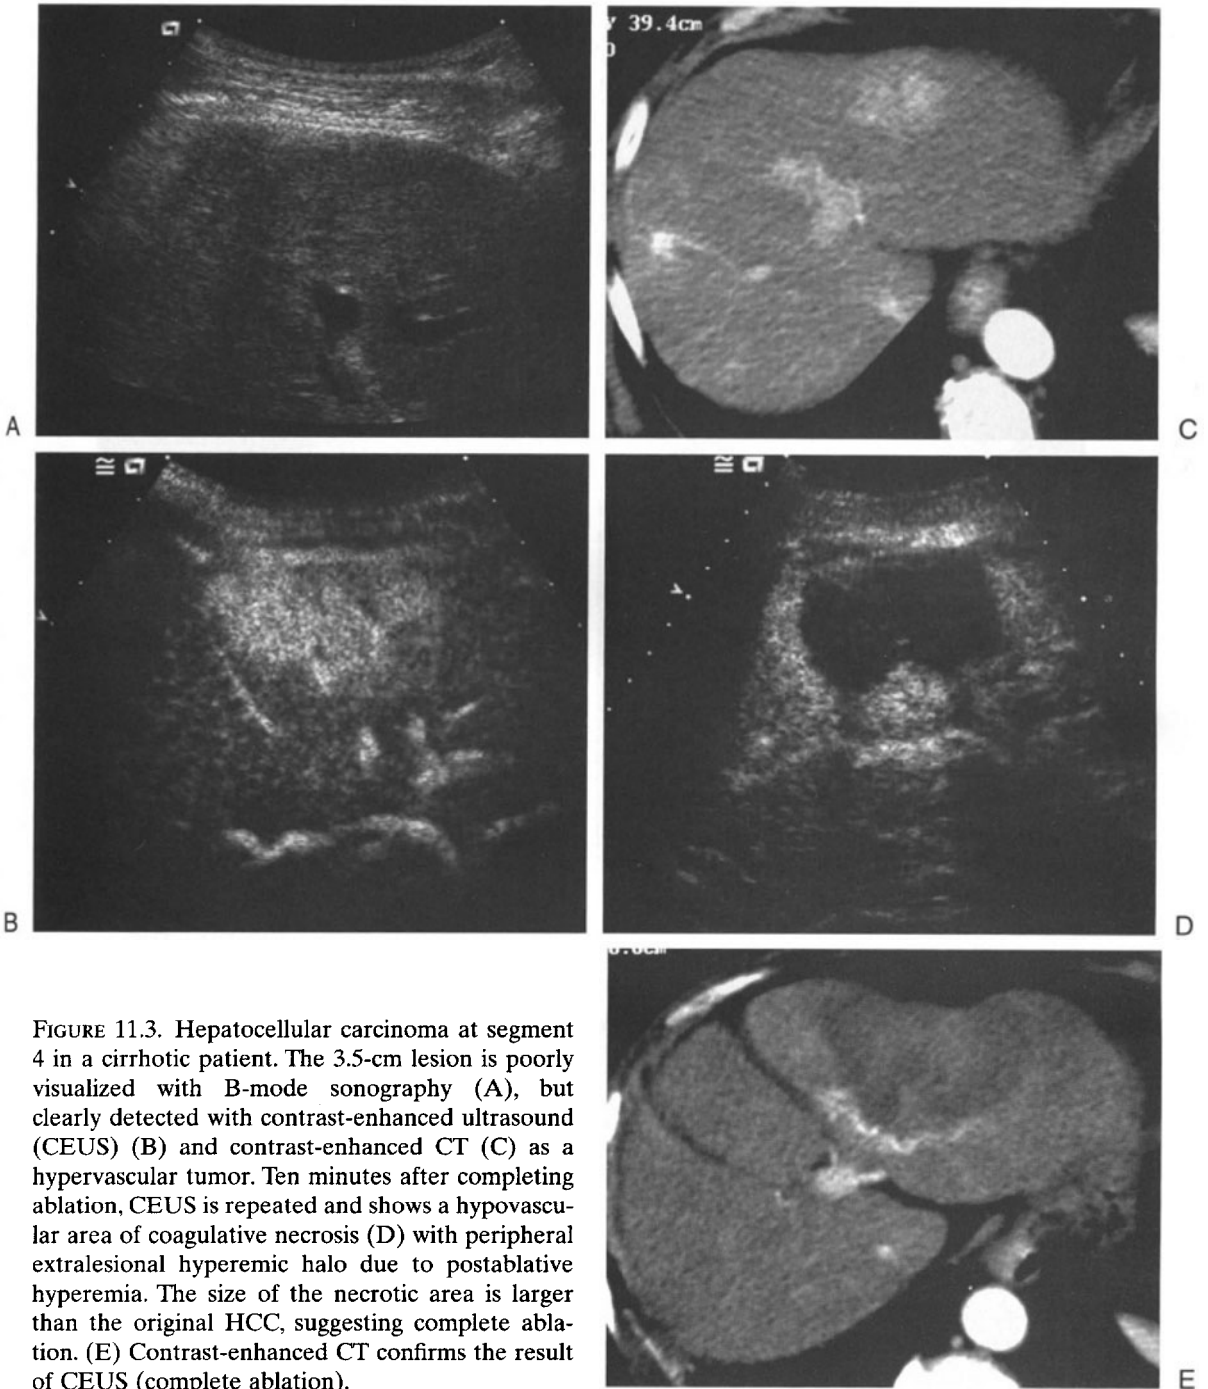 Y 39.4cm
A
C
B
D
FIGURE 11.3. Hepatocellular carcinoma at segment
4 in a cirrhotic patient. The 3.5-cm lesion is poorly
visualized with B-mode sonography (A), but
clearly detected with contrast-enhanced ultrasound
(CEUS) (B) and contrast-enhanced CT (C) as a
hypervascular tumor. Ten minutes after completing
ablation, CEUS is repeated and shows a hypovascu-
lar area of coagulative necrosis (D) with peripheral
extralesional hyperemic halo due to postablative
hyperemia. The size of the necrotic area is larger
than the original HCC, suggesting complete abla-
tion. (E) Contrast-enhanced CT confirms the result
of CEUS (complete ablation).
E